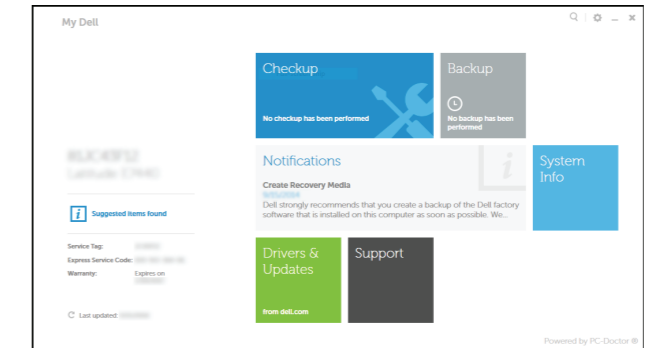 My Dell
Checkup
No checkup has been performed
Backup
No backup has been
performed
Suggested items found
Service Tag:
Express Service Code:
Warranty:
Expires on
Last updated
Notifications
Create Recovery Media
Dell strongly recommends that you create a backup of the Dell factory
software that is installed on this computer as soon as possible. We...
System
Info
Drivers &
Updates
from dell.com
Support
Powered by PC-Doctor ®